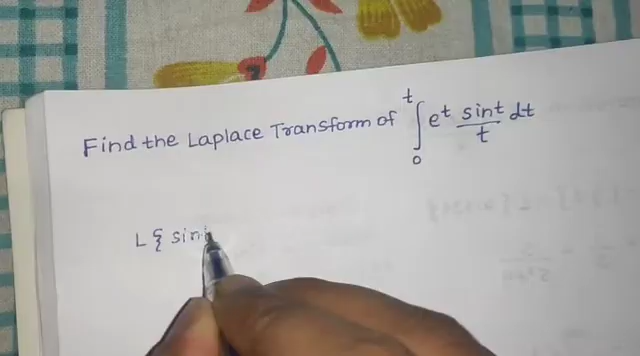 Find the Laplace Transform of ∫₀ᵗ eᵗ sint/t dt
L{ sin